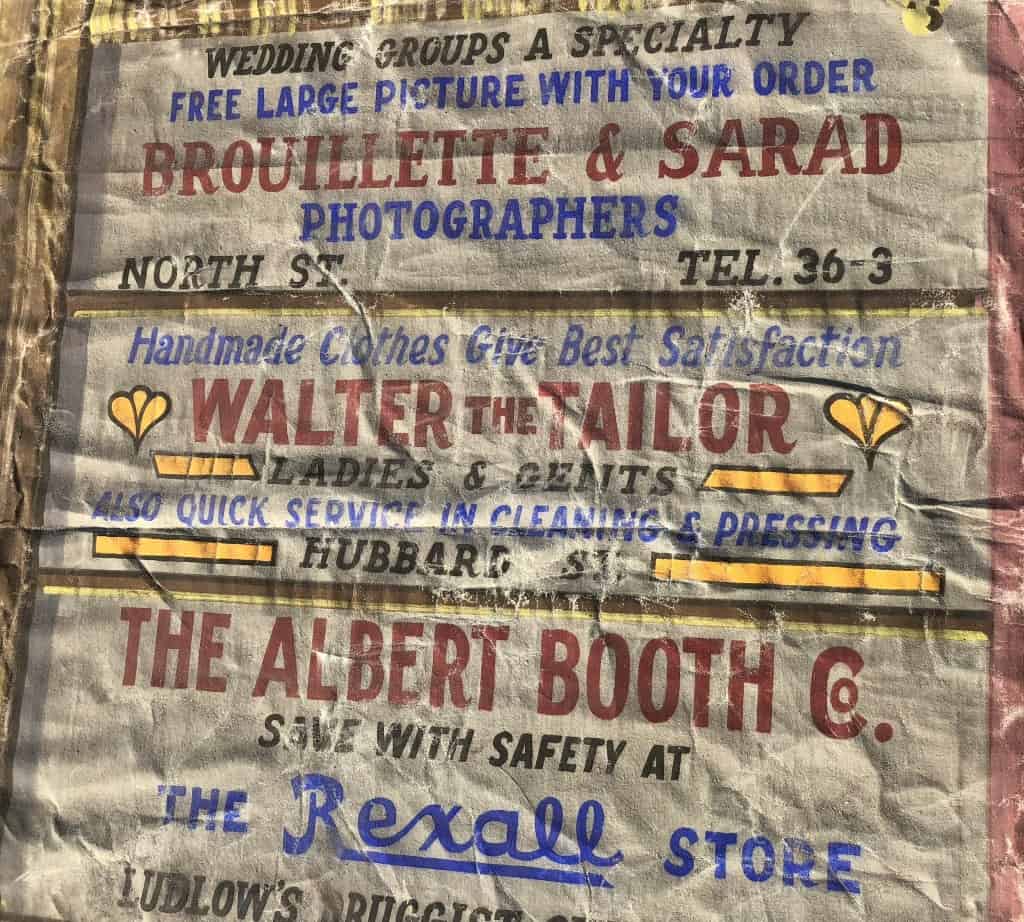 WEDDING GROUPS A SPECIALTY
FREE LARGE PICTURE WITH YOUR ORDER
BROUILLETTE & SARAD
PHOTOGRAPHERS
NORTH ST. TEL. 36-3
Handmade Clothes Give Best Satisfaction
WALTER THE TAILOR
LADIES & GENTS
ALSO QUICK SERVICE IN CLEANING & PRESSING
HUBBARD ST.
THE ALBERT BOOTH Co.
SAVE WITH SAFETY AT
THE Rexall STORE
LUDLOW'S